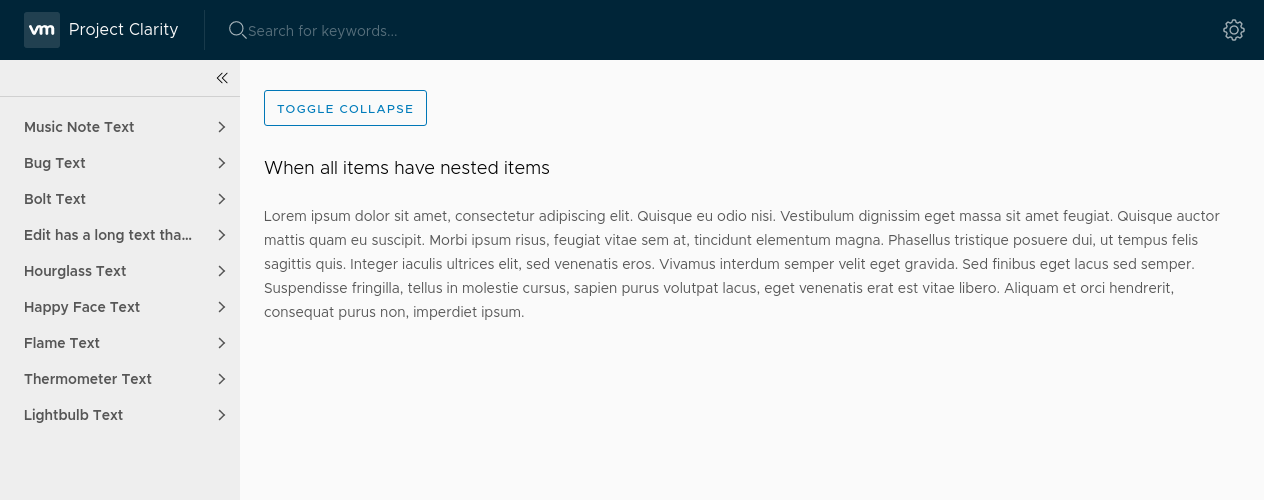 vm Project Clarity Search for keywords...
TOGGLE COLLAPSE
When all items have nested items
Music Note Text
Bug Text
Bolt Text
Edit has a long text tha...
Hourglass Text
Happy Face Text
Flame Text
Thermometer Text
Lightbulb Text
Lorem ipsum dolor sit amet, consectetur adipiscing elit. Quisque eu odio nisi. Vestibulum dignissim eget massa sit amet feugiat. Quisque auctor
mattis quam eu suscipit. Morbi ipsum risus, feugiat vitae sem at, tincidunt elementum magna. Phasellus tristique posuere dui, ut tempus felis
sagittis quis. Integer iaculis ultrices elit, sed venenatis eros. Vivamus interdum semper velit eget gravida. Sed finibus eget lacus sed semper.
Suspendisse fringilla, tellus in molestie cursus, sapien purus volutpat lacus, eget venenatis erat est vitae libero. Aliquam et orci hendrerit,
consequat purus non, imperdiet ipsum.